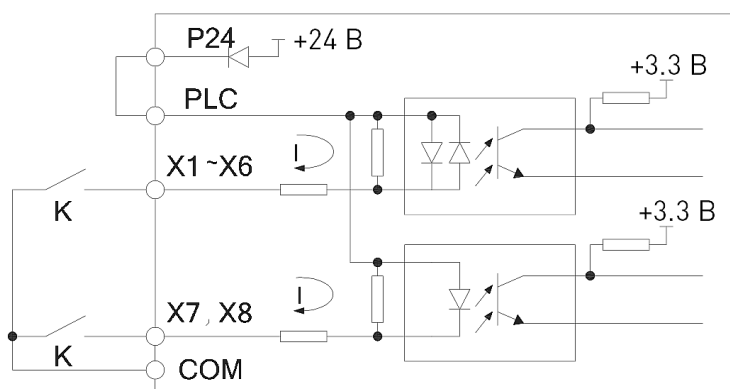 P24
+24 В
+3.3 В
PLC
I
X1~X6
K
+3.3 В
I
X7, X8
K
COM